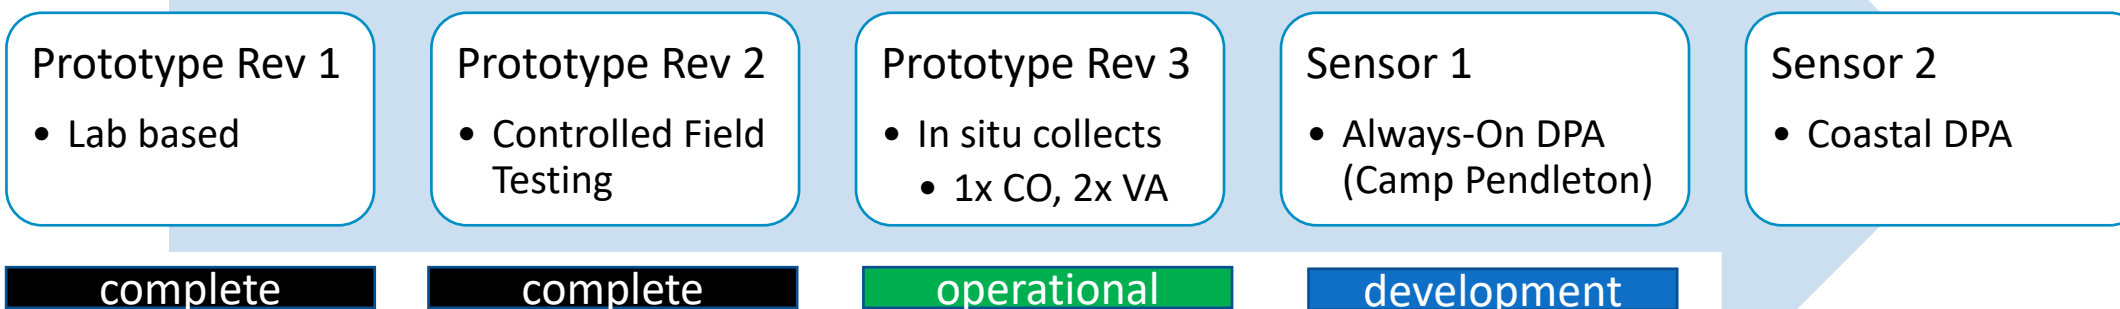 Prototype Rev 1
• Lab based
Prototype Rev 2
• Controlled Field
Testing
Prototype Rev 3
• In situ collects
• 1x CO, 2x VA
Sensor 1
• Always-On DPA
(Camp Pendleton)
Sensor 2
• Coastal DPA
complete
complete
operational
development